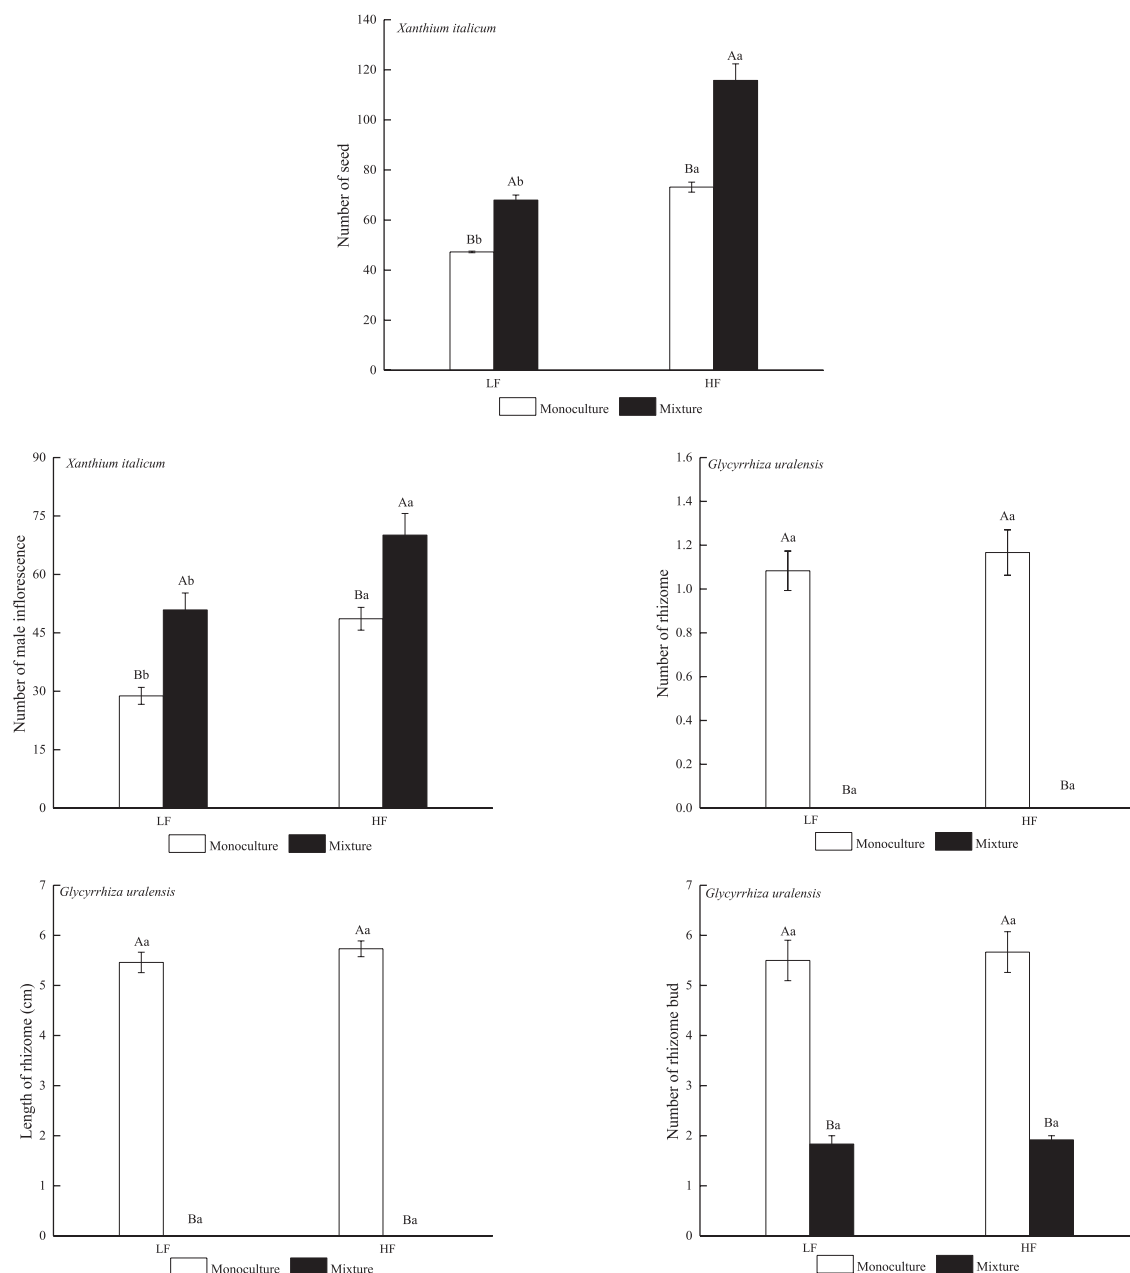 Xanthium italicum
Number of seed
140
120
100
80
60
40
20
0
Bb
Ab
Ba
Aa
LF
HF
Monoculture
Mixture
Xanthium italicum
Number of male inflorescence
90
75
60
45
30
15
0
Bb
Ab
Ba
Aa
LF
HF
Monoculture
Mixture
Glycyrrhiza uralensis
Number of rhizome
1.6
1.4
1.2
1.0
0.8
0.6
0.4
0.2
0.0
Aa
Ba
Aa
Ba
LF
HF
Monoculture
Mixture
Glycyrrhiza uralensis
Length of rhizome (cm)
7
6
5
4
3
2
1
0
Aa
Ba
Aa
Ba
LF
HF
Monoculture
Mixture
Glycyrrhiza uralensis
Number of rhizome bud
7
6
5
4
3
2
1
0
Aa
Ba
Aa
Ba
LF
HF
Monoculture
Mixture